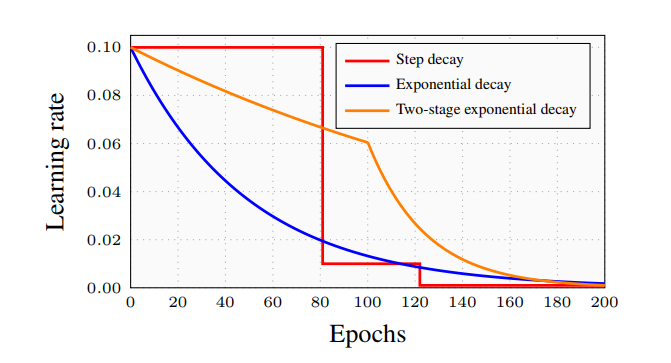 0.10
0.08
0.06
0.04
0.02
0.00
Learning rate
Step decay
Exponential decay
Two-stage exponential decay
0 20 40 60 80 100 120 140 160 180 200
Epochs